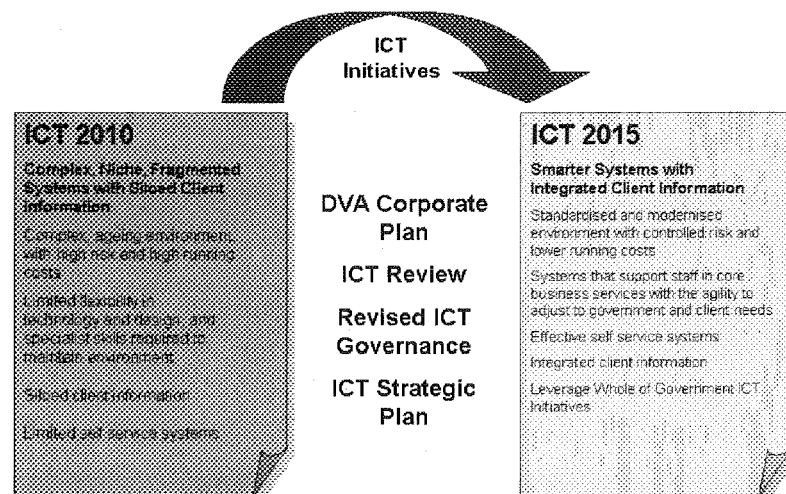 ICT
Initiatives
ICT 2010
Complex, Niche, Fragmented
Systems with Siloed Client
Information
Complex, ageing environment,
with high risk and high running
costs
Limited flexibility in
technology and design, and
specialist skills required to
maintain environment
Siloed client information
Limited self service systems
DVA Corporate
Plan
ICT Review
Revised ICT
Governance
ICT Strategic
Plan
ICT 2015
Smarter Systems with
Integrated Client Information
Standardised and modernised
environment with controlled risk and
lower running costs
Systems that support staff in core
business services with the agility to
adjust to government and client needs
Effective self service systems
Integrated client information
Leverage Whole of Government ICT
Initiatives